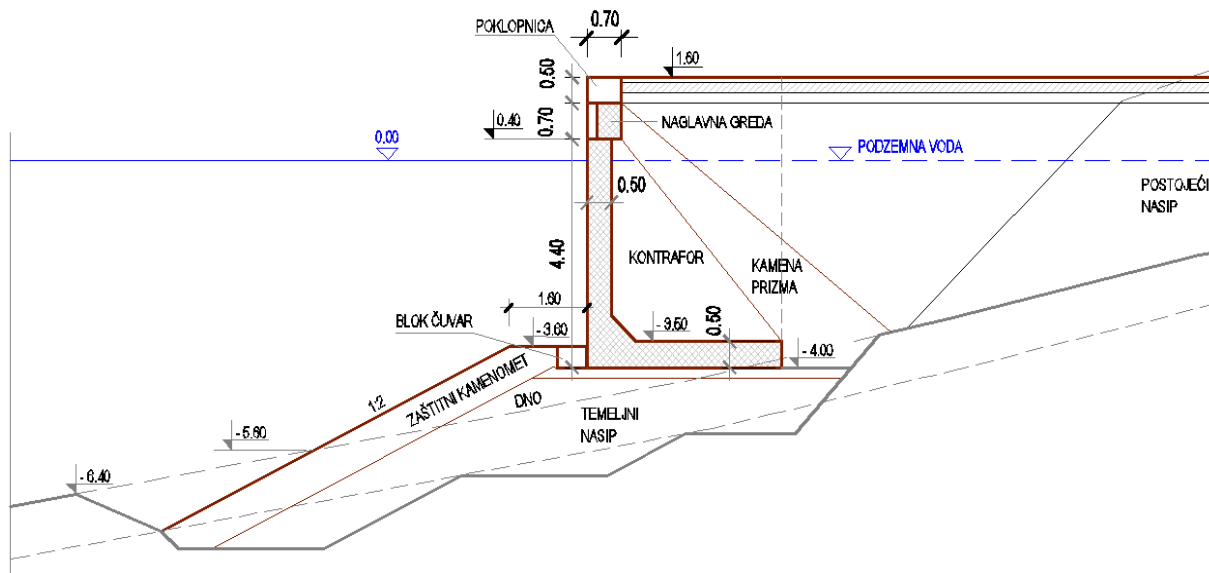 0.70
POKLOPNICA
0.50
1.60
0.70
0.40
NAGLAVNA GREDA
0.00
PODZEMNA VODA
0.50
POSTOJEĆI
NASIP
4.40
KONTRAFOR
KAMENA
PRIZMA
1.60
BLOK ČUVAR
-3.60
-3.50
0.50
-4.00
1:2
ZAŠTITNI KAMENOMET
DNO
TEMELJNI
NASIP
-5.60
-6.40